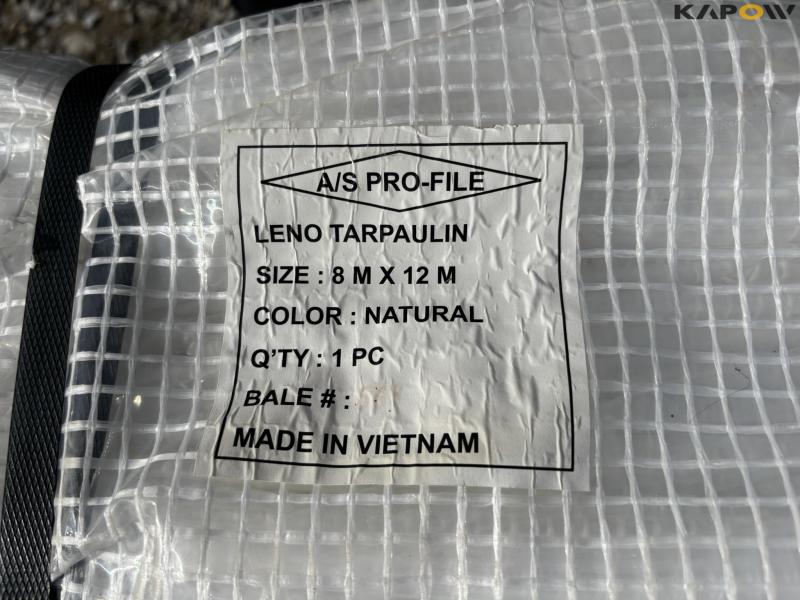 KAPOW
A/S PRO-FILE
LENO TARPAULIN
SIZE : 8 M X 12 M
COLOR : NATURAL
Q'TY : 1 PC
BALE # :
MADE IN VIETNAM